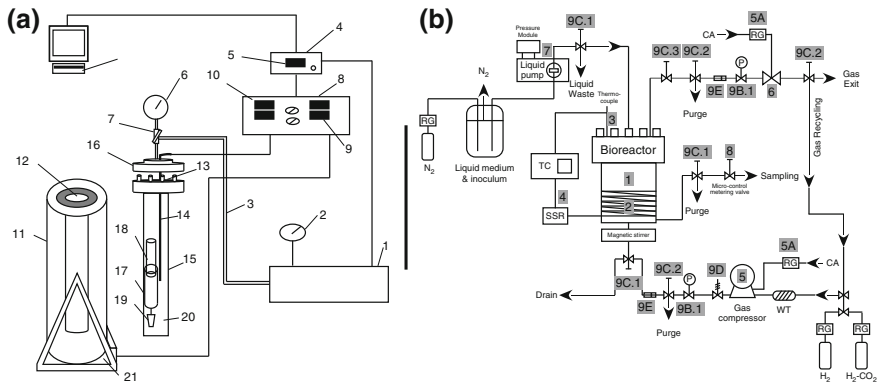 (a)
4
5
6
10
8
7
9
16
13
12
14
3
2
11
18
15
1
17
19
20
21
(b)
Pressure
Module
7
Liquid
pump
9C.1
Liquid
Waste
Thermo-
couple
3
N2
RG
N2
Liquid medium
& inoculum
TC
4
SSR
Bioreactor
1
2
Magnetic stirrer
9C.3
9C.2
Purge
9E
P
9B.1
CA
5A
RG
6
9C.2
Gas
Exit
Gas Recycling
9C.1
8
Sampling
Micro-control
metering valve
Purge
Drain
9C.1
9E
9C.2
Purge
P
9B.1
9D
5
Gas
compressor
5A
RG
CA
WT
RG
RG
H2
H2-CO2